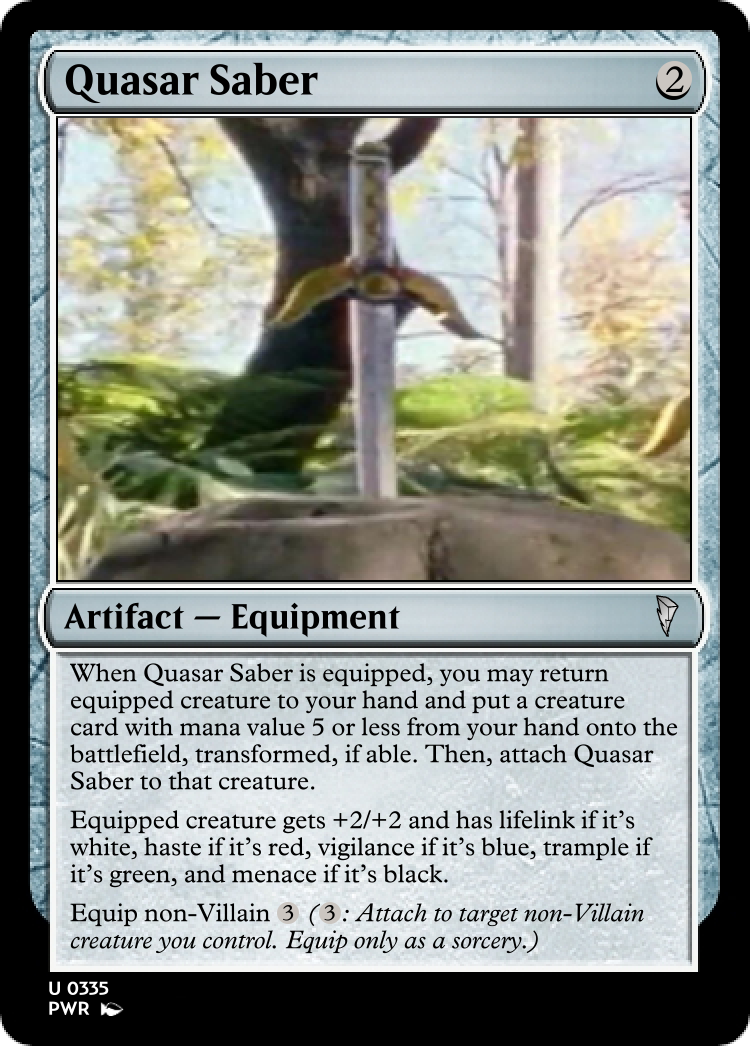 Quasar Saber 2
Artifact — Equipment
When Quasar Saber is equipped, you may return
equipped creature to your hand and put a creature
card with mana value 5 or less from your hand onto the
battlefield, transformed, if able. Then, attach Quasar
Saber to that creature.
Equipped creature gets +2/+2 and has lifelink if it's
white, haste if it's red, vigilance if it's blue, trample if
it's green, and menace if it's black.
Equip non-Villain 3 (3: Attach to target non-Villain
creature you control. Equip only as a sorcery.)
U 0335
PWR